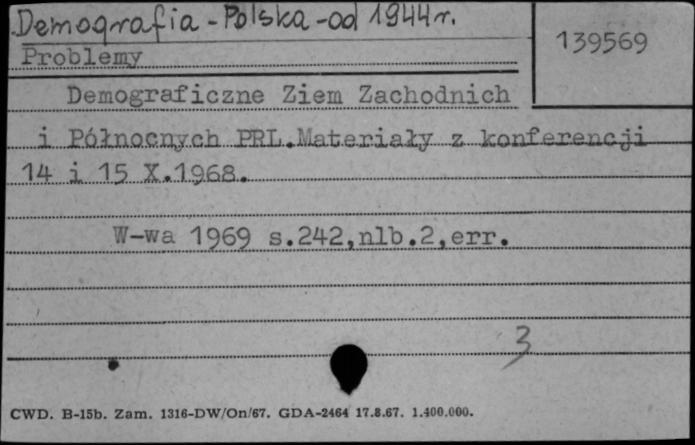 Demografia - Polska - od 1944 r.
139569
Problemy
Demograficzne Ziem Zachodnich
i Północnych PRL.Materiały z konferencji
14 i 15 X.1968.
W-wa 1969 s.242,nlb.2,err.
3
CWD. B-15b. Zam. 1316-DW/On/67. GDA-2464 17.8.67. 1.400.000.